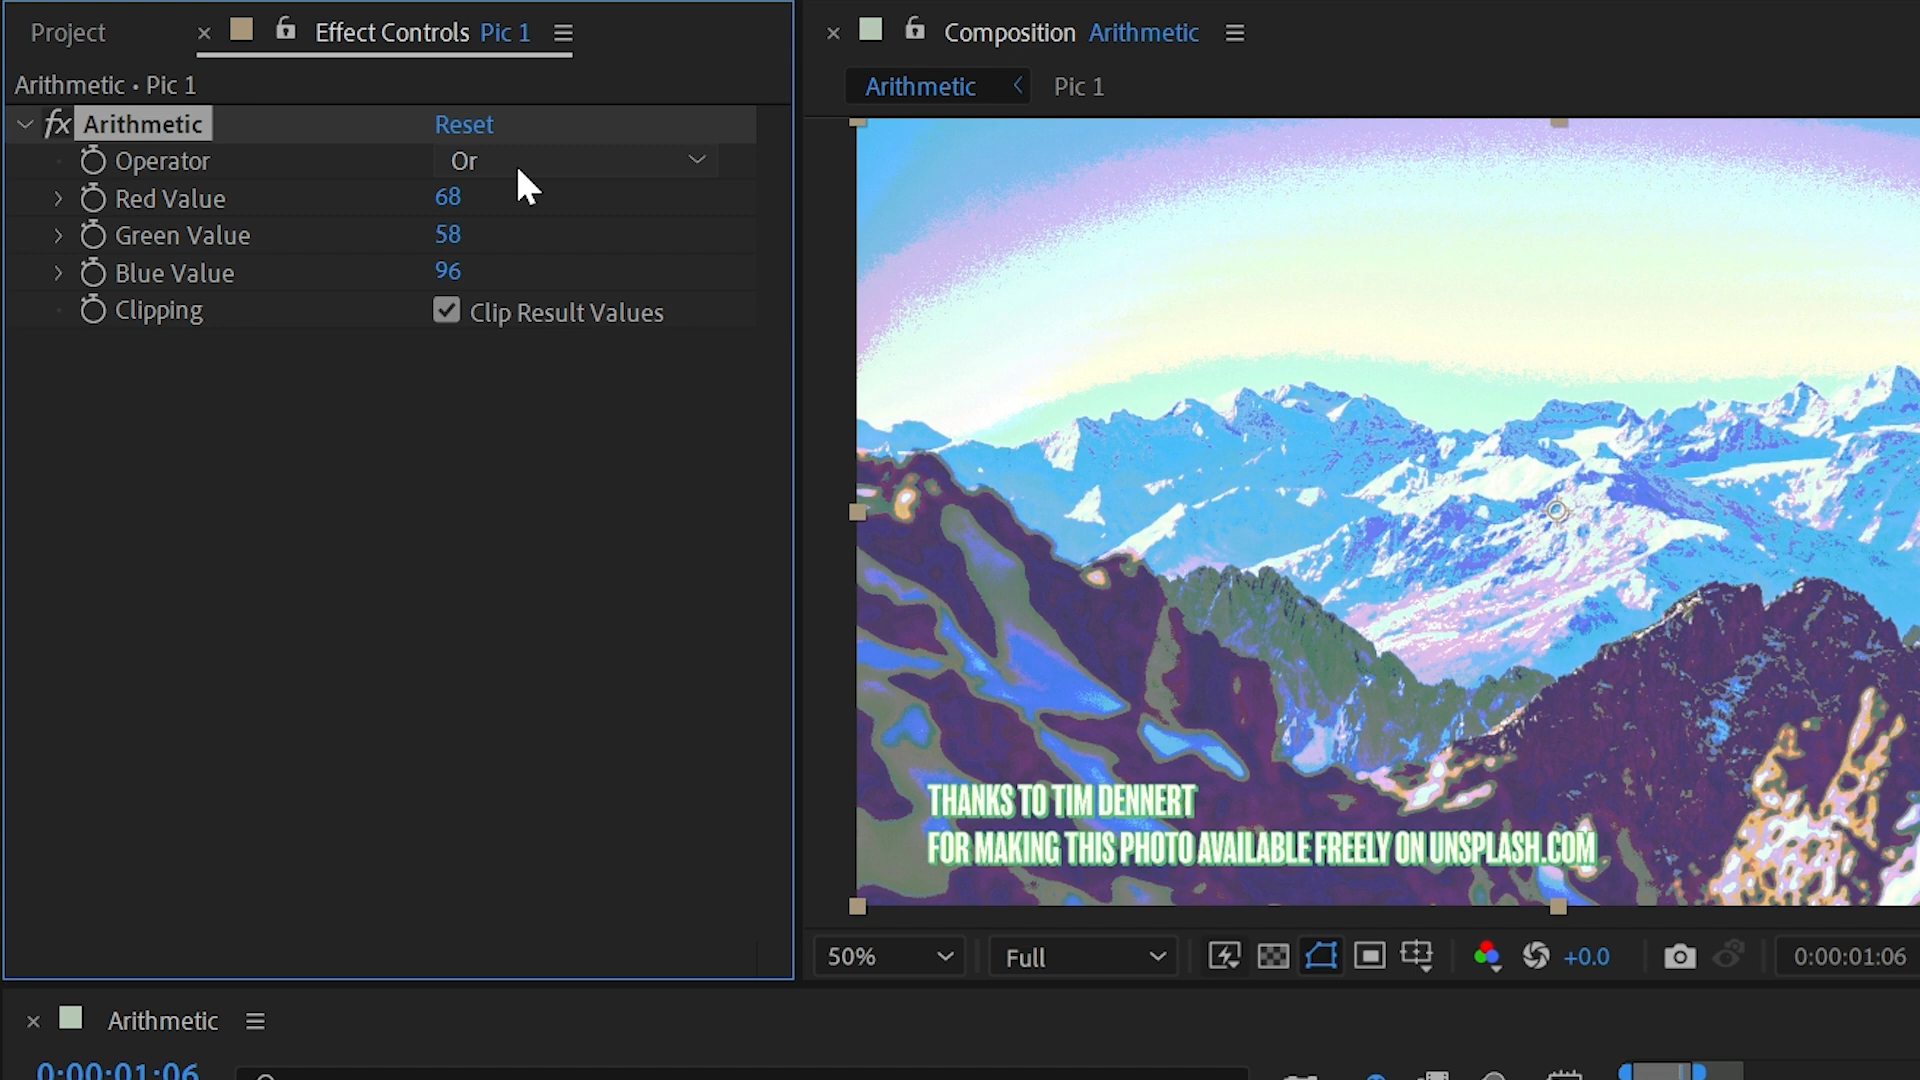 Project
Effect Controls Pic 1
Arithmetic • Pic 1
fx Arithmetic Reset
Operator Or
Red Value 68
Green Value 58
Blue Value 96
Clipping Clip Result Values
Composition Arithmetic
Arithmetic Pic 1
THANKS TO TIM DENNERT
FOR MAKING THIS PHOTO AVAILABLE FREELY ON UNSPLASH.COM
50% Full +0.0 0:00:01:06
Arithmetic
0:00:01:06